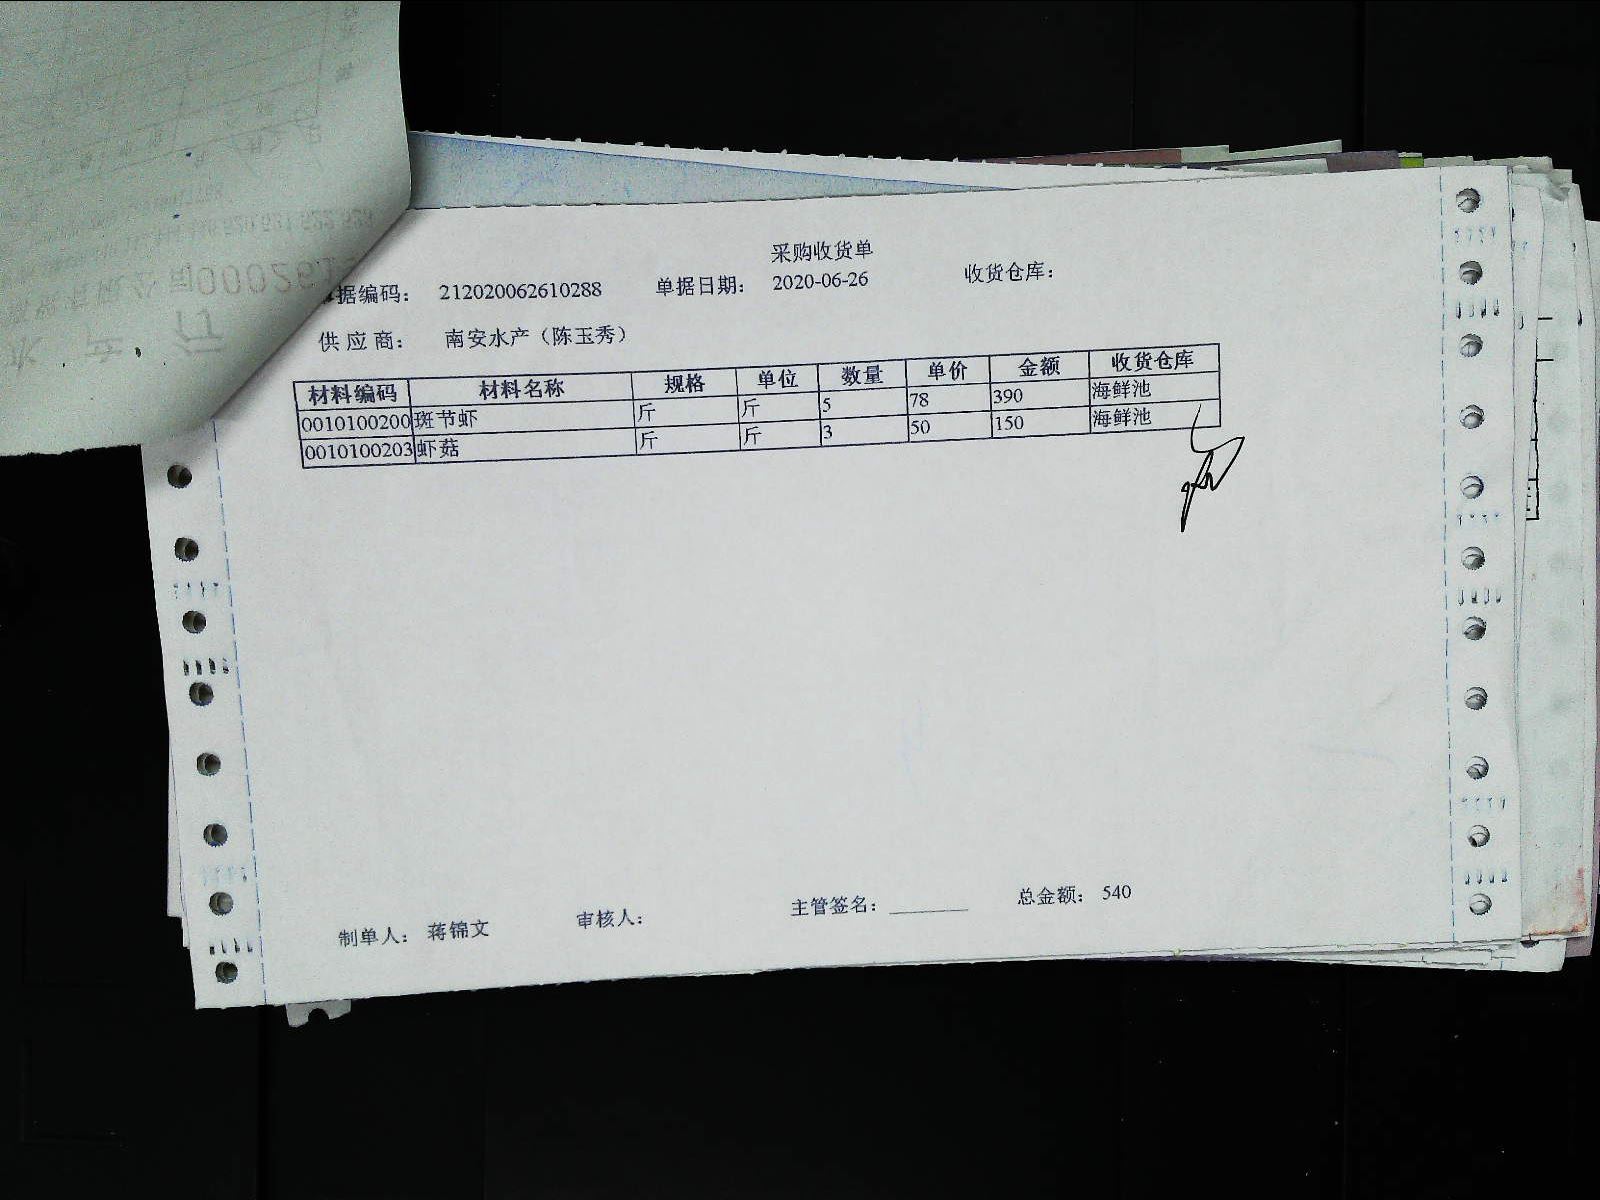 采购收货单
据编码： 212020062610288 单据日期： 2020-06-26 收货仓库：
供应商： 南安水产（陈玉秀）
材料编码 材料名称 规格 单位 数量 单价 金额 收货仓库
0010100200 斑节虾 斤 斤 5 78 390 海鲜池
0010100203 虾菇 斤 斤 3 50 150 海鲜池
制单人： 蒋锦文 审核人： 主管签名： 总金额： 540